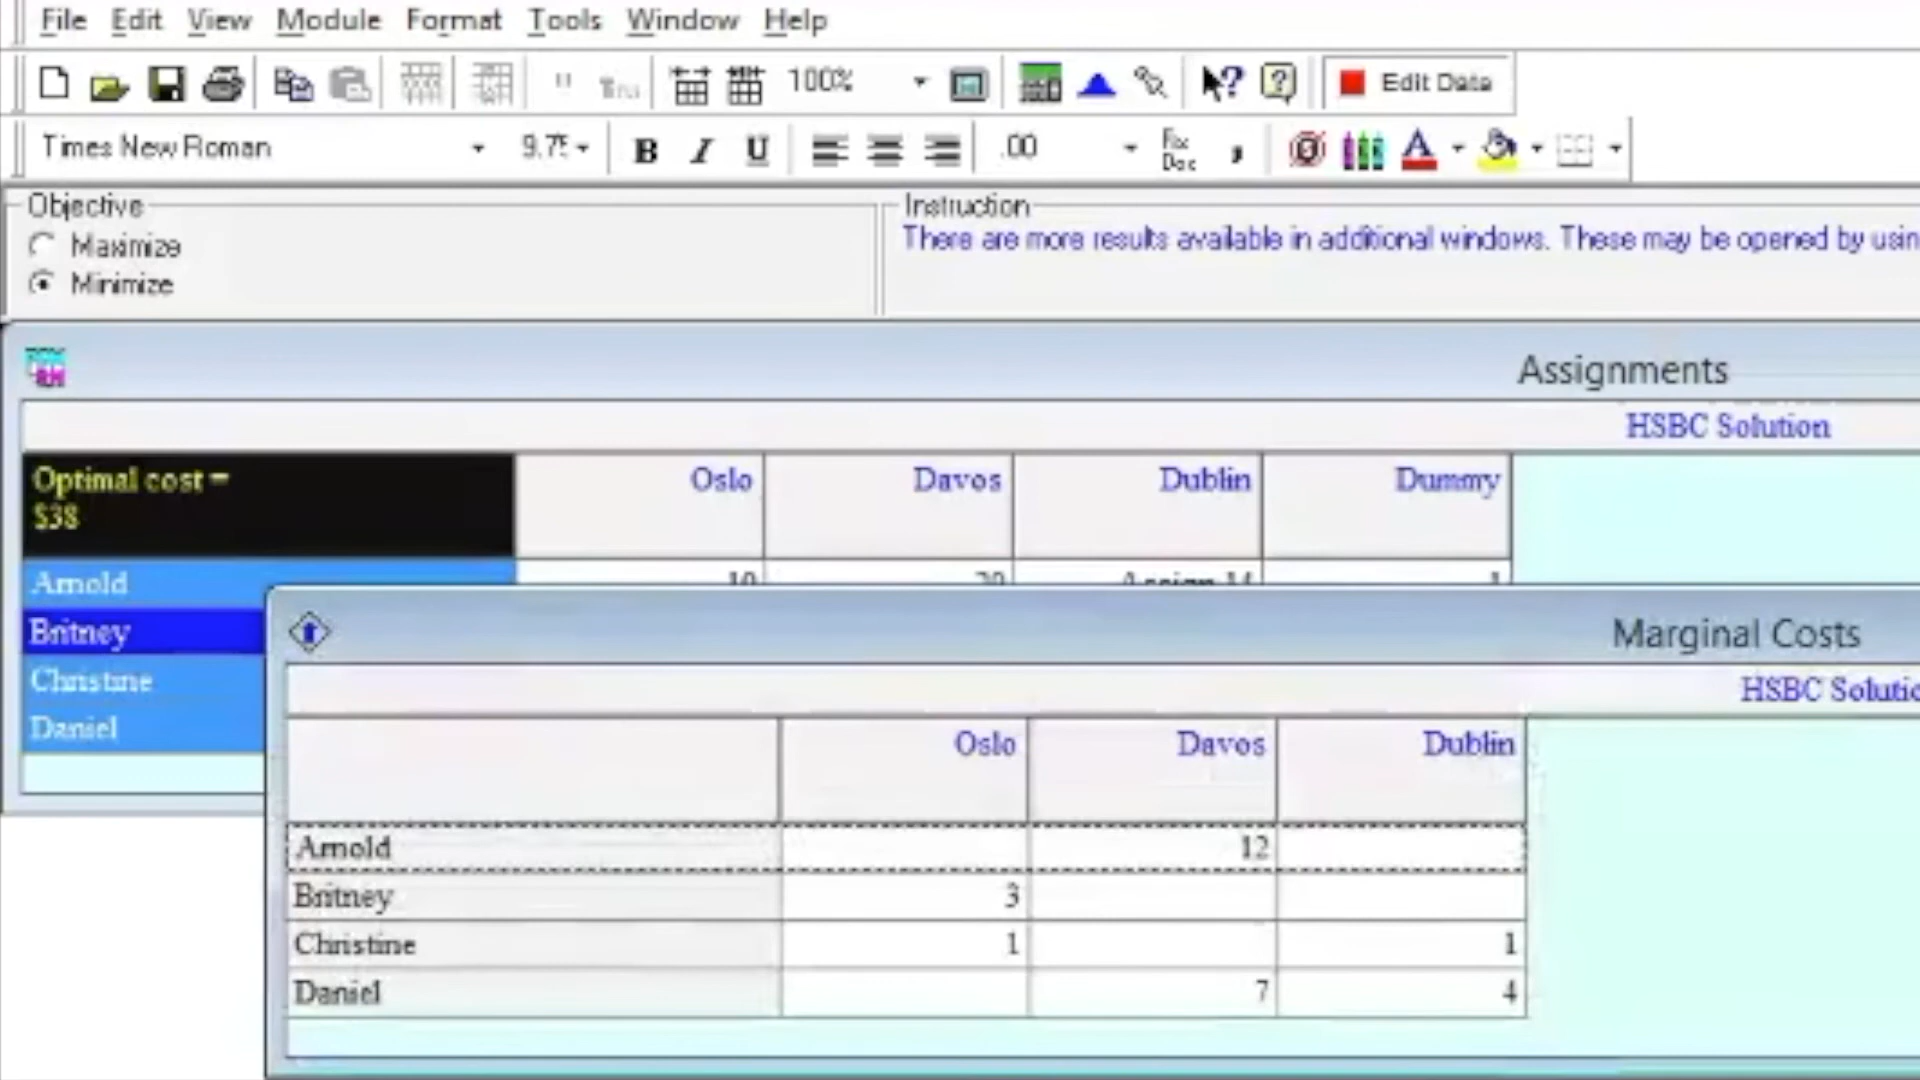 File Edit View Module Format Tools Window Help
100% Edit Data
Times New Roman 9.75 B I U .00 Fix Dec ,
Objective
Maximize
Minimize
Instruction
There are more results available in additional windows. These may be opened by usin
Assignments
HSBC Solution
Optimal cost =
$38
Oslo Davos Dublin Dummy
Arnold
Britney
Christine
Daniel
Marginal Costs
HSBC Solutio
Oslo Davos Dublin
Arnold 12
Britney 3
Christine 1 1
Daniel 7 4